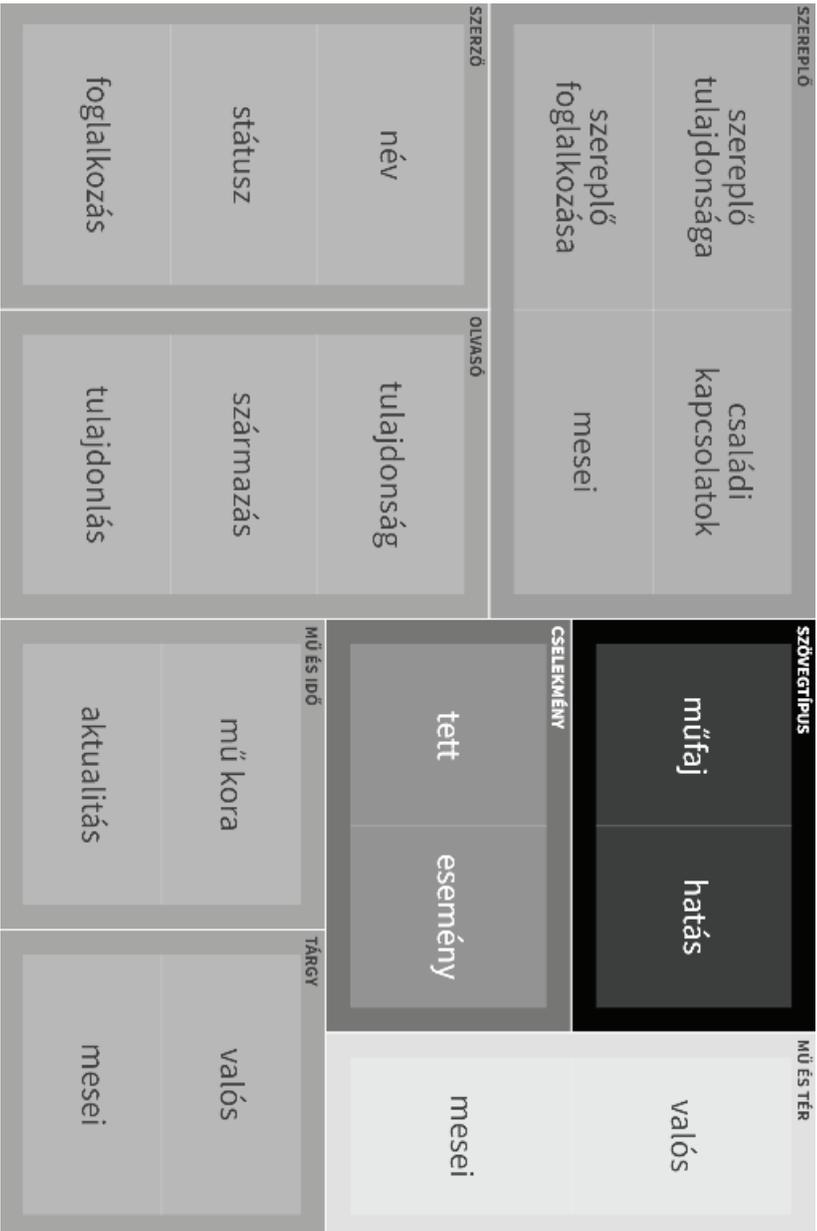 SZEREPLŐ
szereplő
tulajdonsága
családi
kapcsolatok
szereplő
foglalkozása
mesei
SZERZŐ
név
státusz
foglalkozás
OLVASÓ
tulajdonság
származás
tulajdonlás
SZÖVEGTÍPUS
műfaj
hatás
CSELEKMÉNY
tett
esemény
MŰ ÉS IDŐ
mű kora
aktualitás
MŰ ÉS TÉR
valós
mesei
TÁRGY
valós
mesei